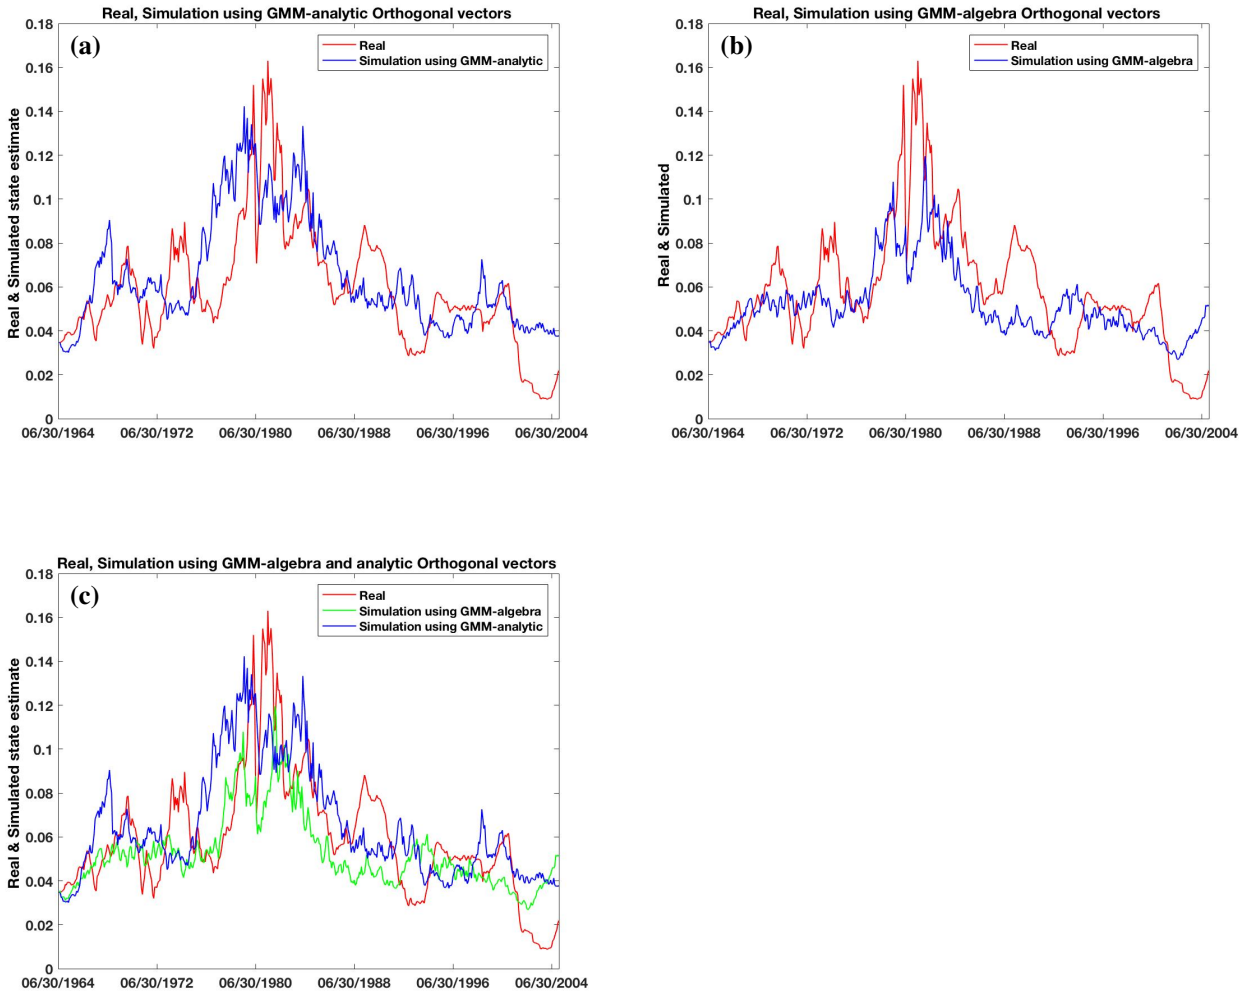 Real, Simulation using GMM-analytic Orthogonal vectors
(a)
Real
Simulation using GMM-analytic
Real & Simulated state estimate
0.18
0.16
0.14
0.12
0.1
0.08
0.06
0.04
0.02
0
06/30/1964 06/30/1972 06/30/1980 06/30/1988 06/30/1996 06/30/2004
Real, Simulation using GMM-algebra Orthogonal vectors
(b)
Real
Simulation using GMM-algebra
Real & Simulated
0.18
0.16
0.14
0.12
0.1
0.08
0.06
0.04
0.02
0
06/30/1964 06/30/1972 06/30/1980 06/30/1988 06/30/1996 06/30/2004
Real, Simulation using GMM-algebra and analytic Orthogonal vectors
(c)
Real
Simulation using GMM-algebra
Simulation using GMM-analytic
Real & Simulated state estimate
0.18
0.16
0.14
0.12
0.1
0.08
0.06
0.04
0.02
0
06/30/1964 06/30/1972 06/30/1980 06/30/1988 06/30/1996 06/30/2004